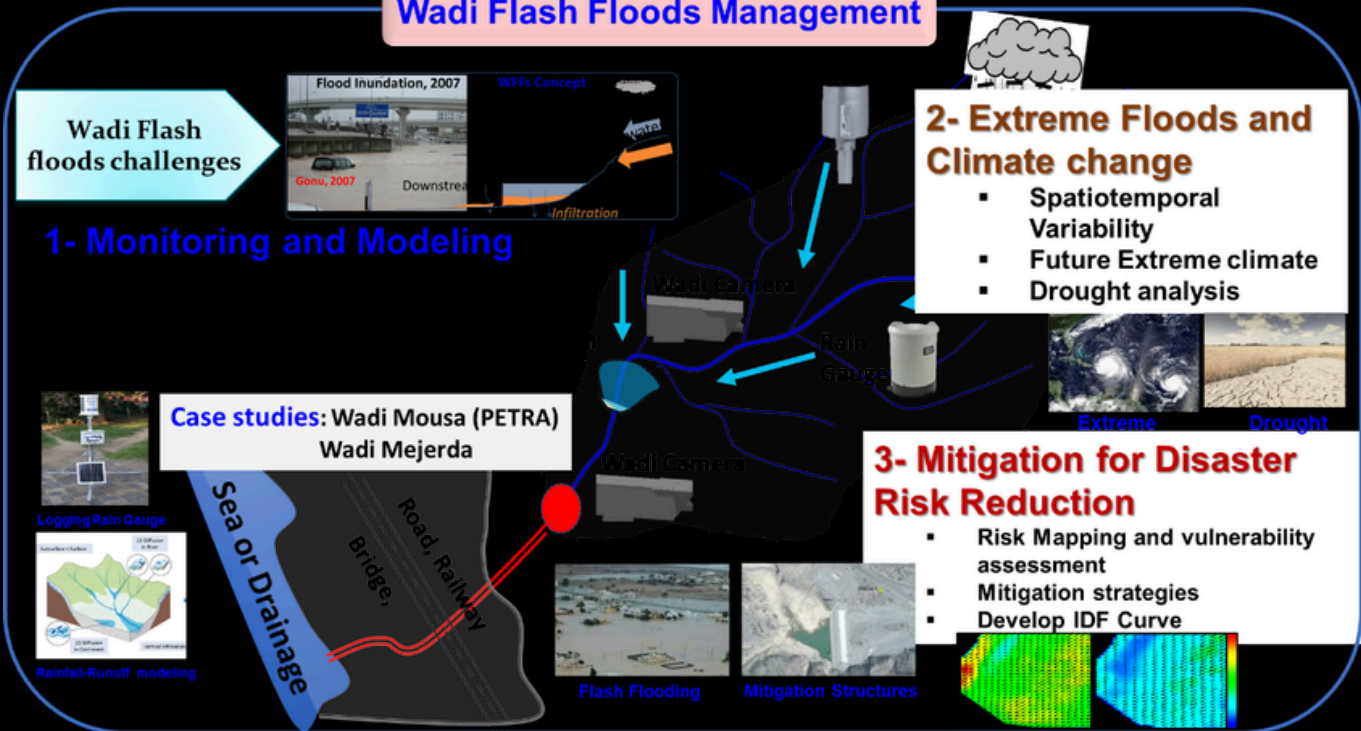 Wadi Flash Floods Management
Wadi Flash
floods challenges
Flood Inundation, 2007
Gonu, 2007
WFFs Concept
Water
Downstrea
Infiltration
1- Monitoring and Modeling
2- Extreme Floods and
Climate change
▪ Spatiotemporal
Variability
▪ Future Extreme climate
▪ Drought analysis
Wadi Camera
Rain
Gauge
Extreme
Drought
Case studies: Wadi Mousa (PETRA)
Wadi Mejerda
Wadi Camera
3- Mitigation for Disaster
Risk Reduction
▪ Risk Mapping and vulnerability
assessment
▪ Mitigation strategies
▪ Develop IDF Curve
Logging Rain Gauge
Rainfall-Runoff modeling
Sea or Drainage
Road, Railway
Bridge,
Flash Flooding
Mitigation Structures